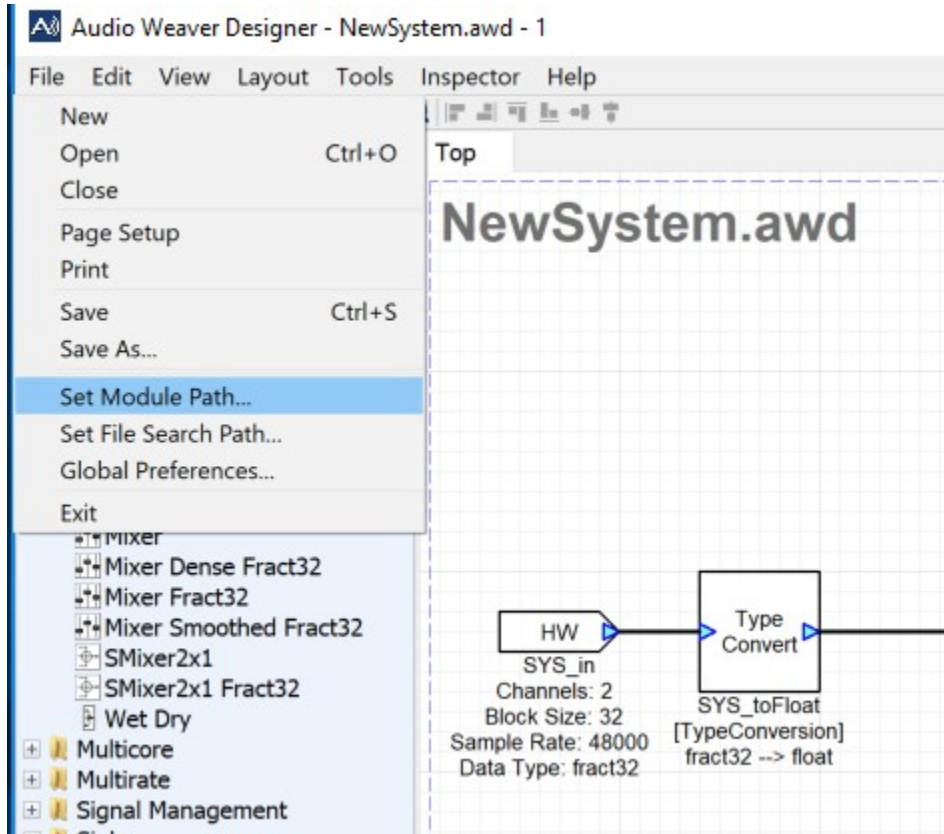 Audio Weaver Designer - NewSystem.awd - 1
File Edit View Layout Tools Inspector Help
New
Open Ctrl+O
Close
Page Setup
Print
Save Ctrl+S
Save As...
Set Module Path...
Set File Search Path...
Global Preferences...
Exit
Mixer
Mixer Dense Fract32
Mixer Fract32
Mixer Smoothed Fract32
SMixer2x1
SMixer2x1 Fract32
Wet Dry
Multicore
Multirate
Signal Management
Top
NewSystem.awd
HW
SYS_in
Channels: 2
Block Size: 32
Sample Rate: 48000
Data Type: fract32
Type
Convert
SYS_toFloat
[TypeConversion]
fract32 --> float